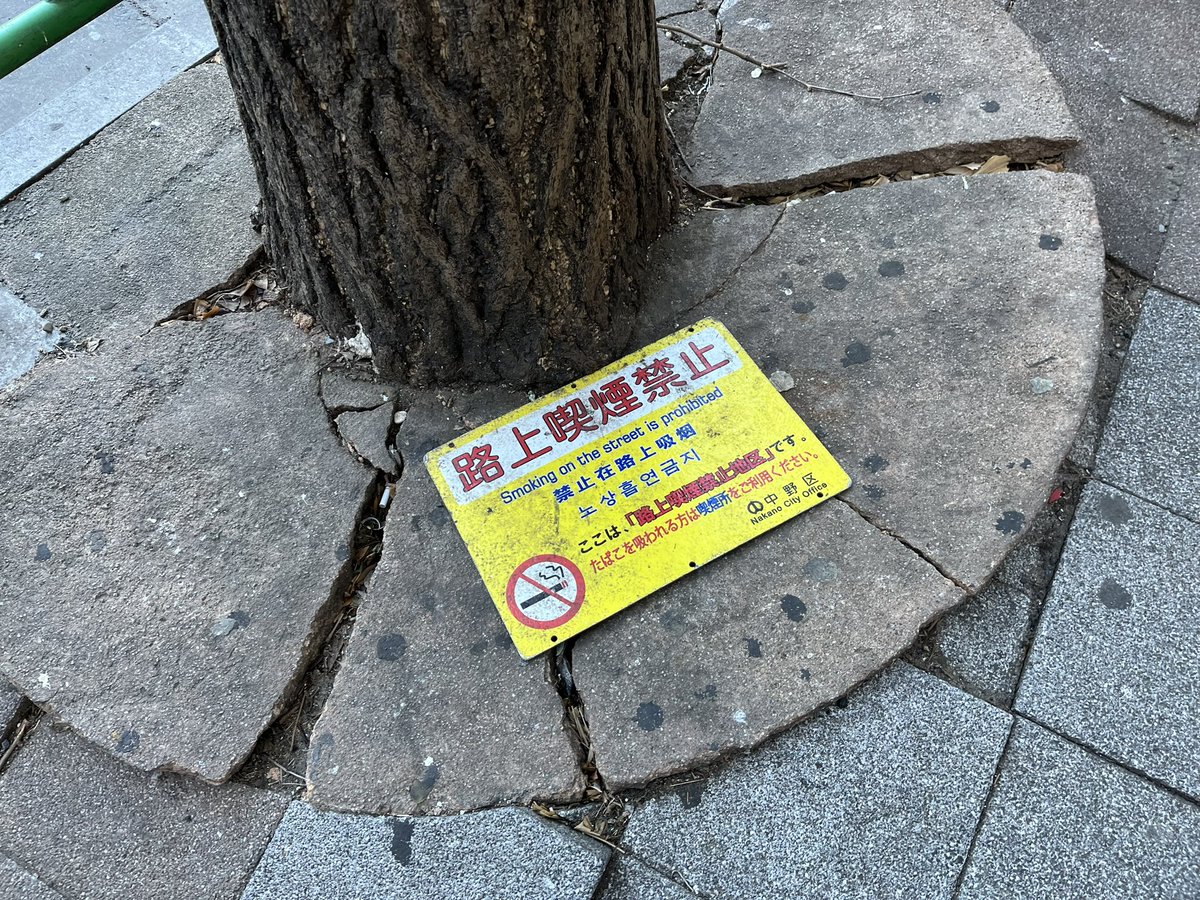 路上喫煙禁止
Smoking on the street is prohibited
禁止在路上吸烟
노상흡연금지
ここは、「路上喫煙禁止地区」です。
たばこを吸われる方は喫煙所をご利用ください。
中野区
Nakano City Office